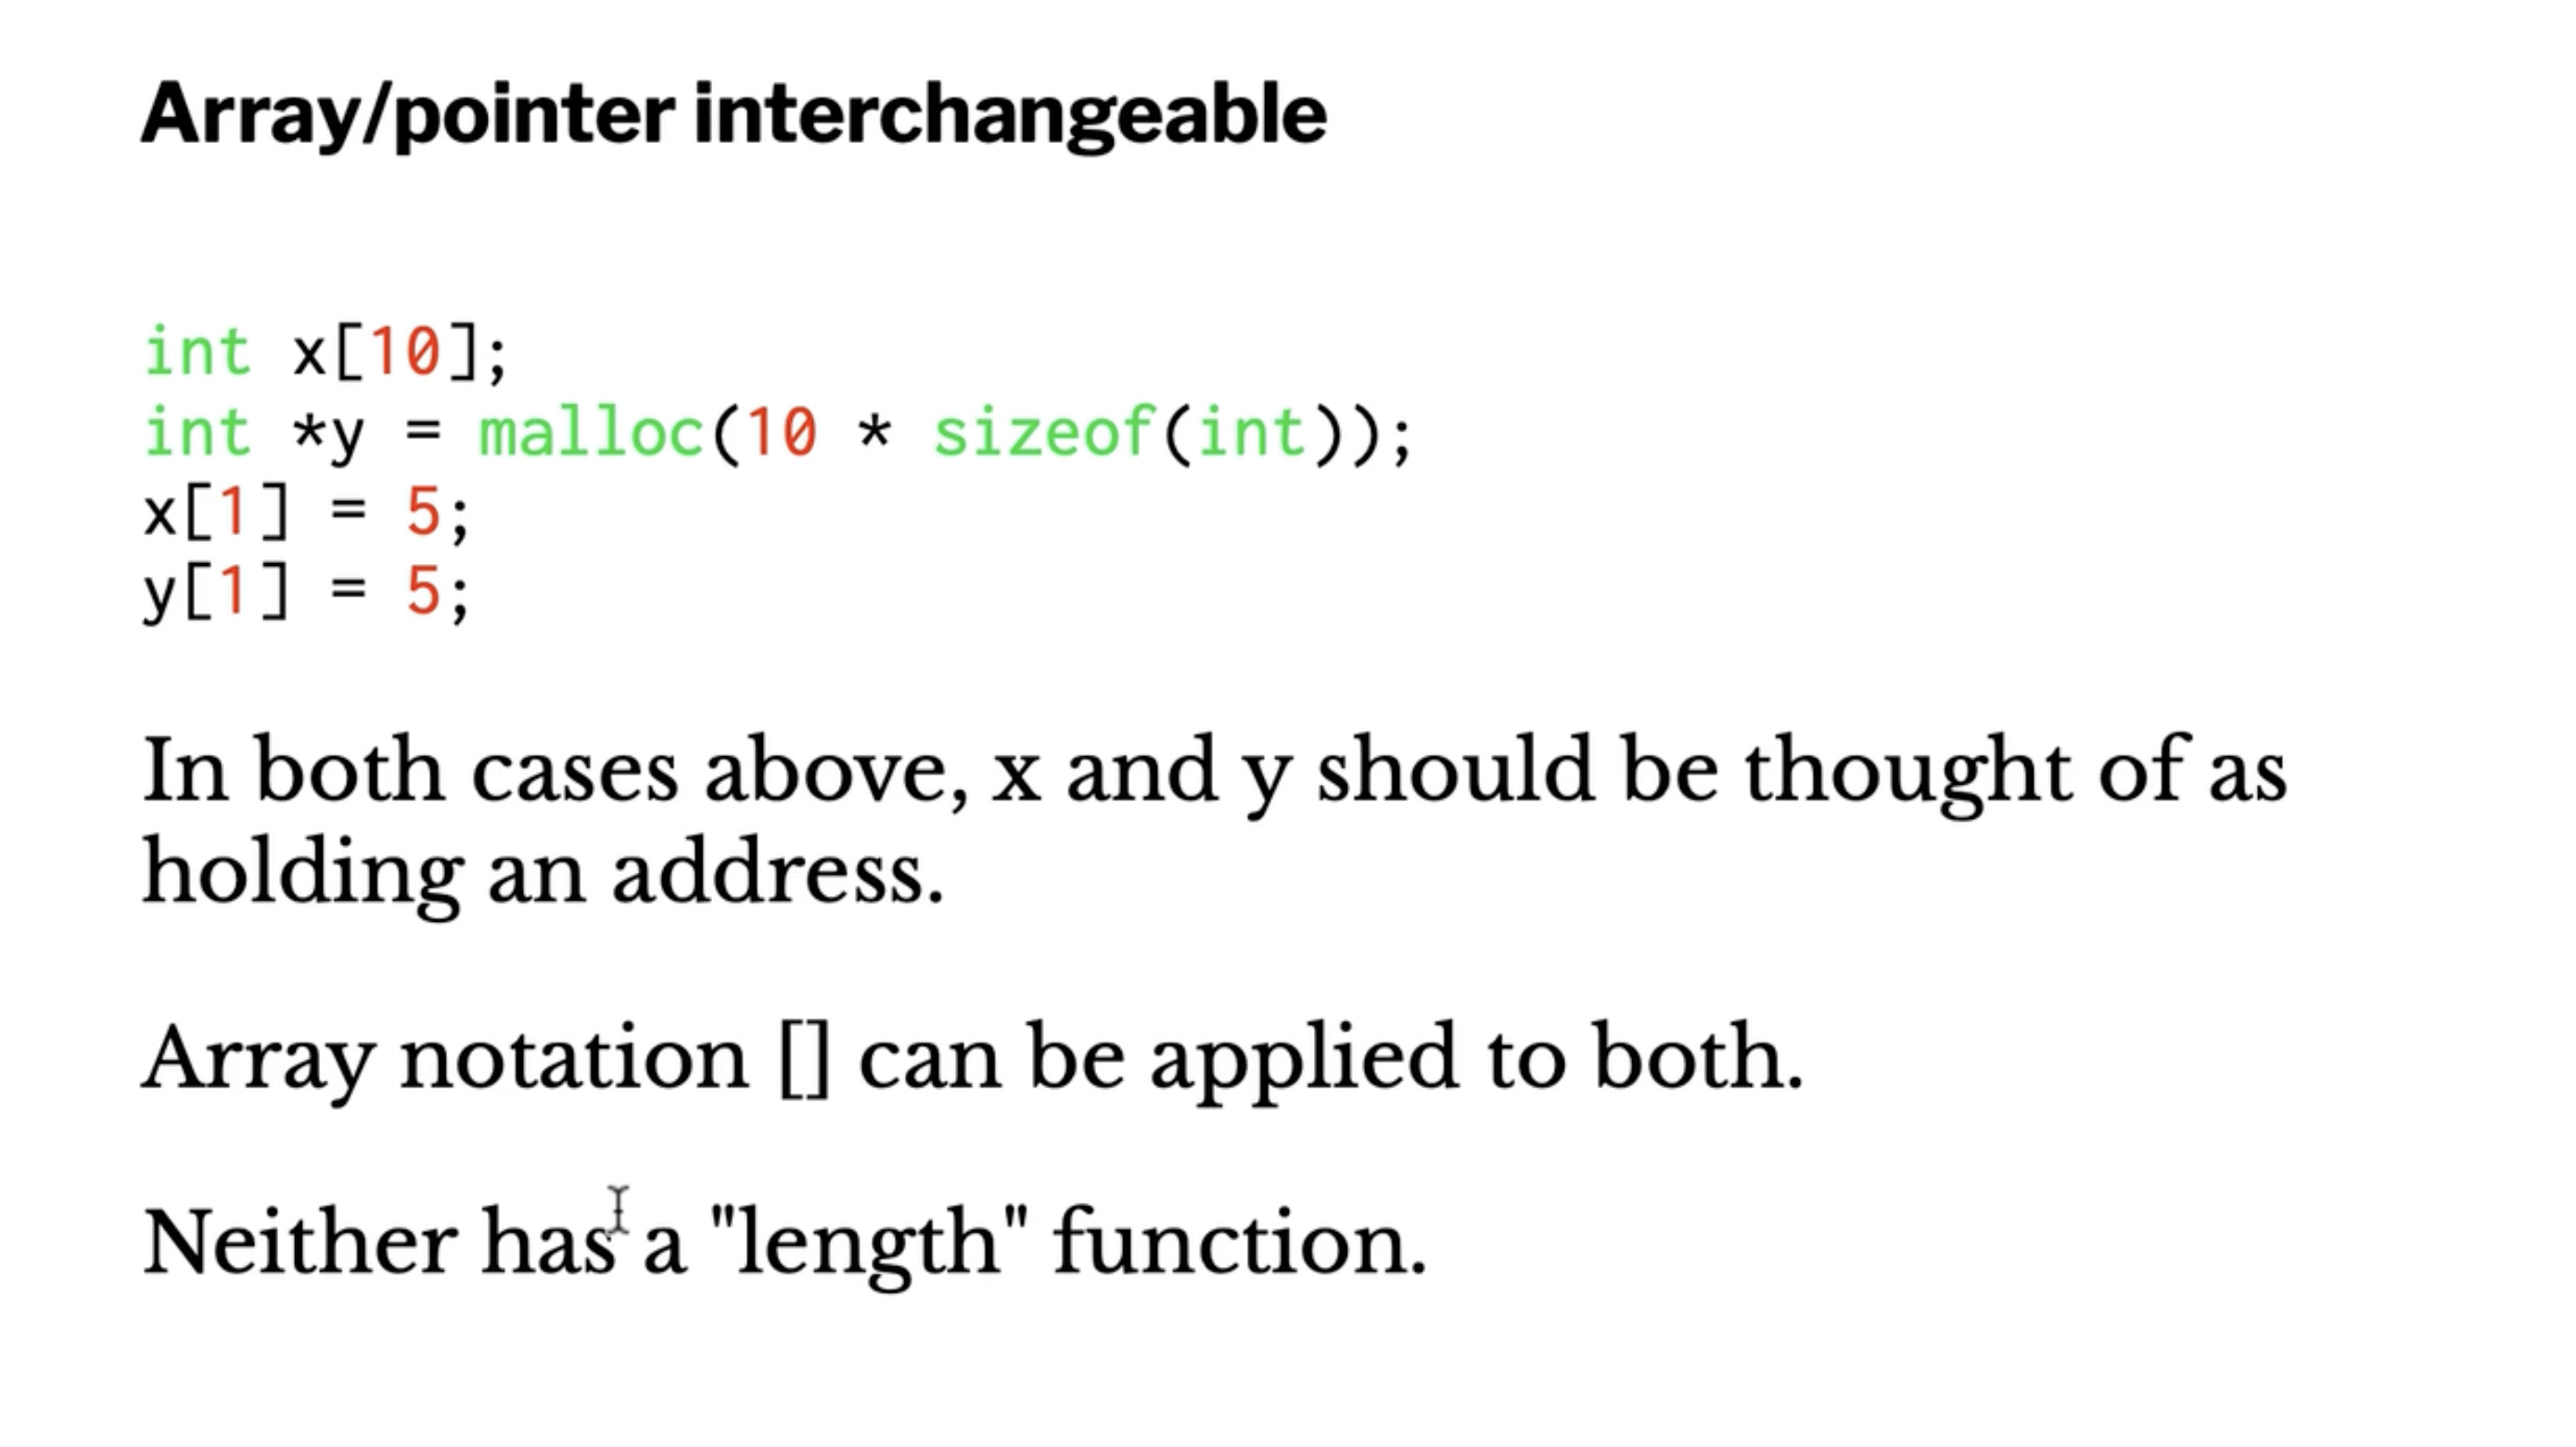 Array/pointer interchangeable
int x[10];
int *y = malloc(10 * sizeof(int));
x[1] = 5;
y[1] = 5;
In both cases above, x and y should be thought of as
holding an address.
Array notation [] can be applied to both.
Neither has a "length" function.